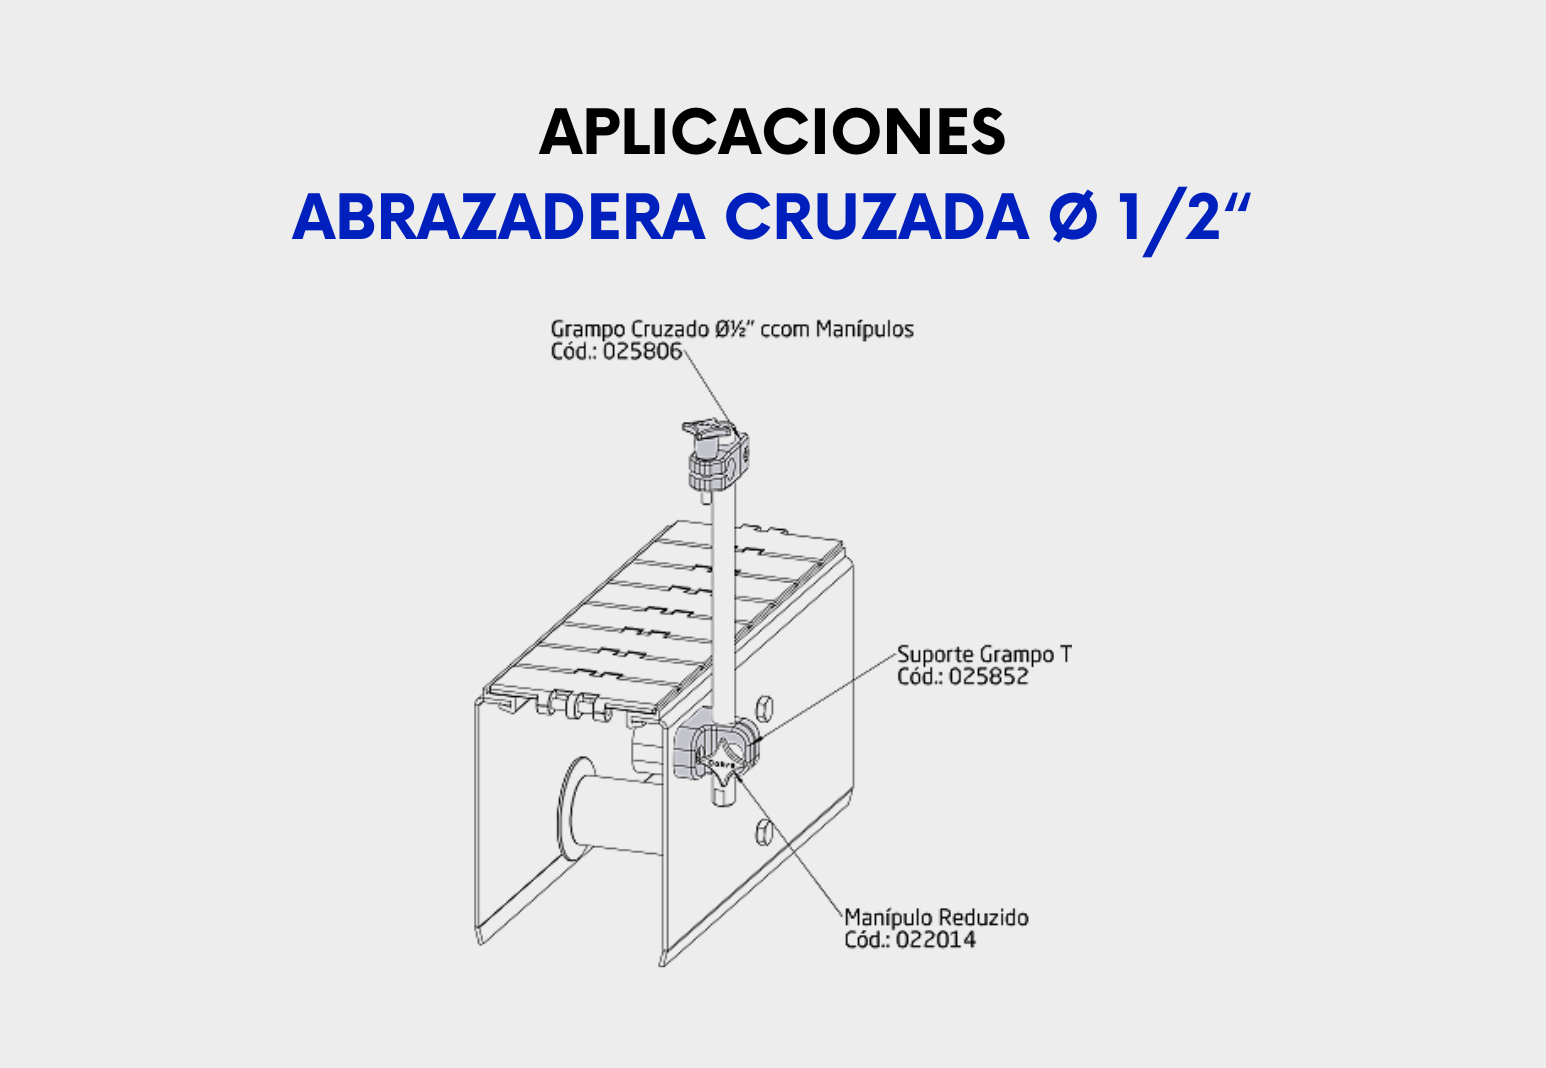 APLICACIONES
ABRAZADERA CRUZADA Ø 1/2“
Grampo Cruzado Ø½” ccom Manípulos
Cód.: 025806
Suporte Grampo T
Cód.: 025852
Manípulo Reduzido
Cód.: 022014